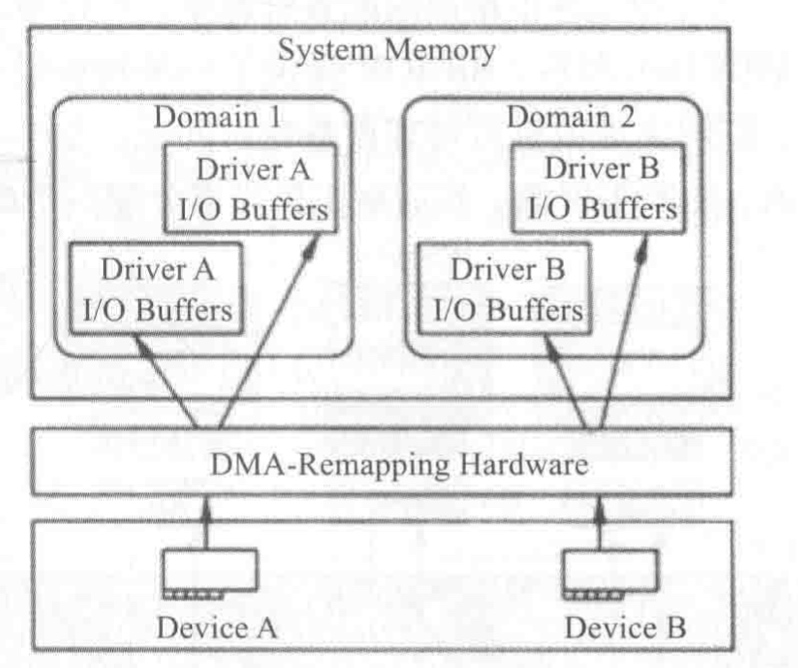 System Memory
Domain 1
Driver A
I/O Buffers
Driver A
I/O Buffers
Domain 2
Driver B
I/O Buffers
Driver B
I/O Buffers
DMA-Remapping Hardware
Device A
Device B